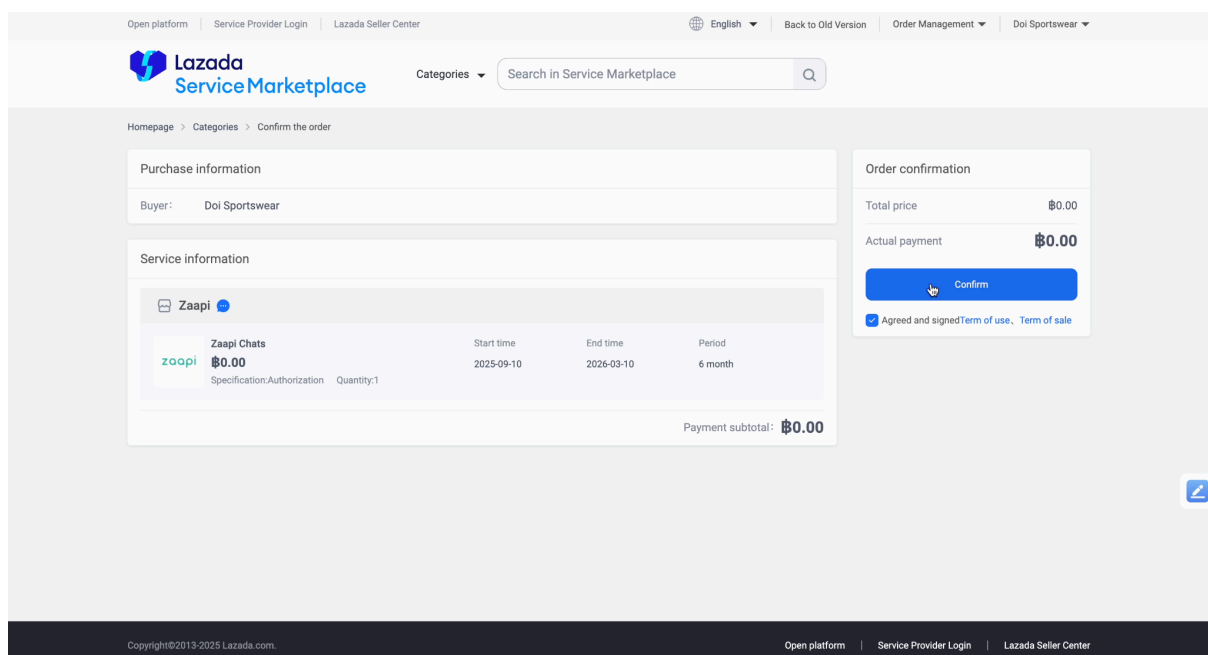 Open platform | Service Provider Login | Lazada Seller Center English Back to Old Version Order Management Doi Sportswear
Lazada
Service Marketplace
Categories Search in Service Marketplace
Homepage > Categories > Confirm the order
Purchase information
Buyer: Doi Sportswear
Service information
Zaapi
zaapi
Zaapi Chats Start time End time Period
฿0.00 2025-09-10 2026-03-10 6 month
Specification:Authorization Quantity:1
Payment subtotal: ฿0.00
Order confirmation
Total price ฿0.00
Actual payment ฿0.00
Confirm
Agreed and signedTerm of use、Term of sale
Copyright©2013-2025 Lazada.com. Open platform | Service Provider Login | Lazada Seller Center